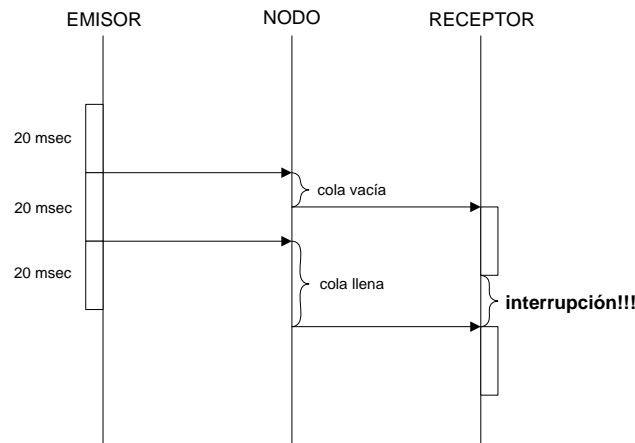 EMISOR NODO RECEPTOR
20 msec
cola vacía
20 msec
20 msec
cola llena
interrupción!!!